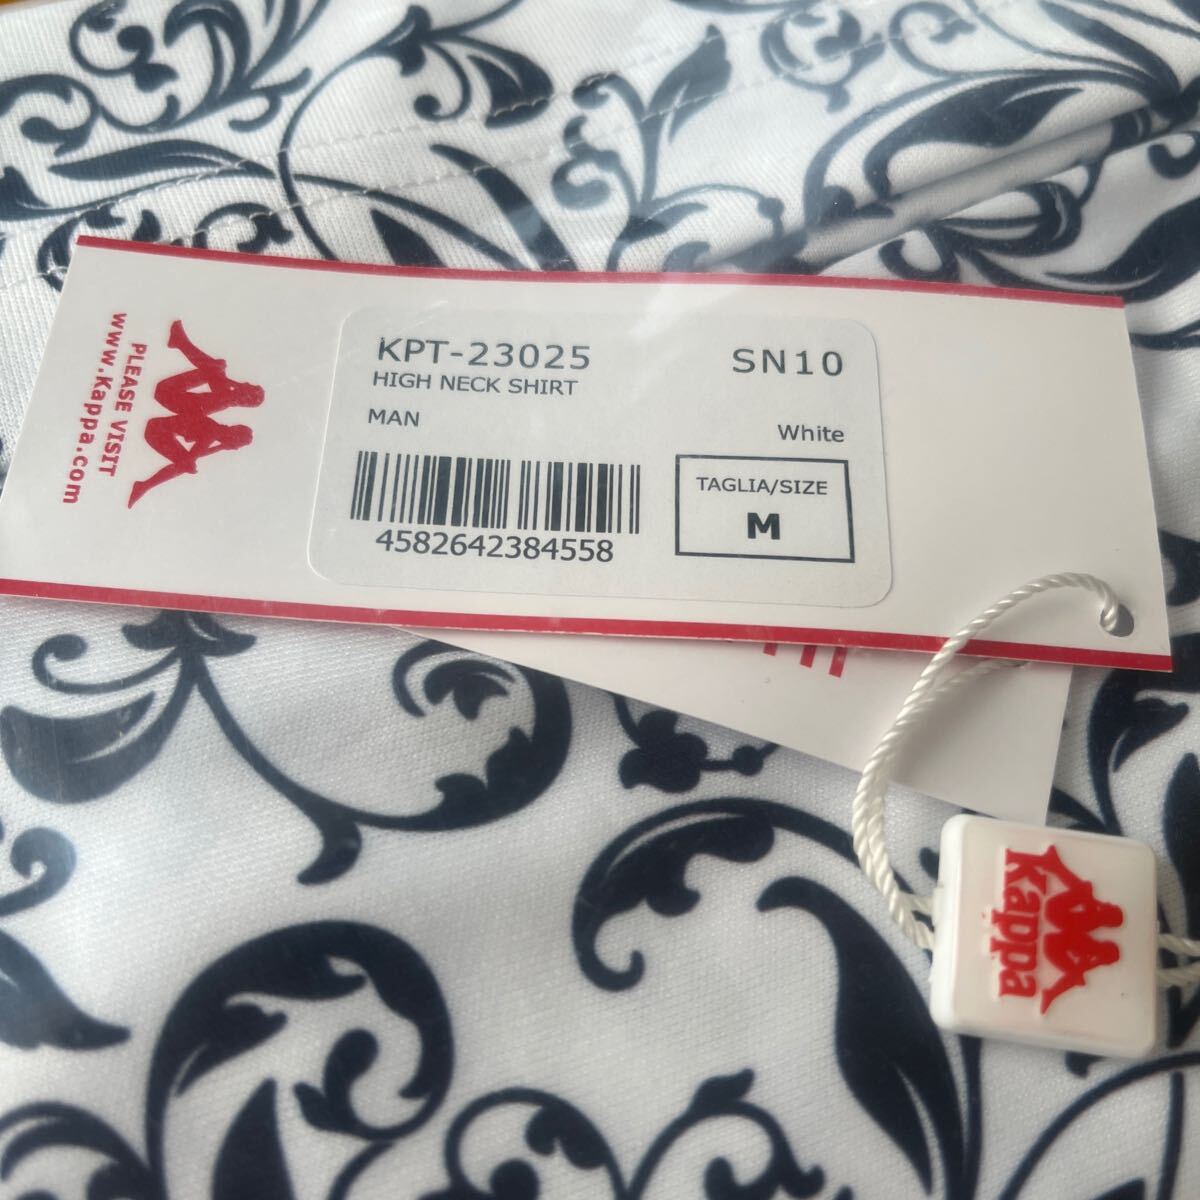 KPT-23025
SN10
HIGH NECK SHIRT
MAN
White
TAGLIA/SIZE
M
4582642384558
PLEASE VISIT
www.Kappa.com
Kappa